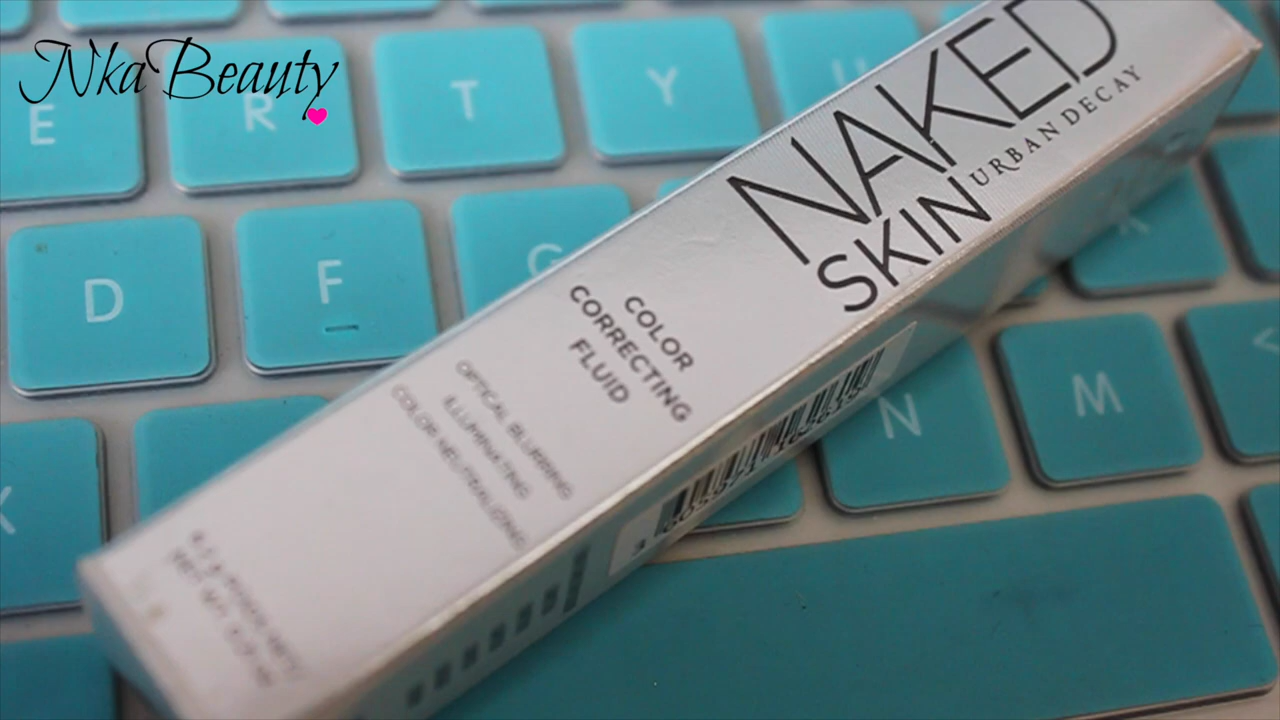 NkaBeauty
E R T Y U
NAKED
SKIN
URBAN DECAY
D F G K
COLOR
CORRECTING
FLUID
OPTICAL BLURRING
ILLUMINATING
COLOR NEUTRALIZING
X N M <